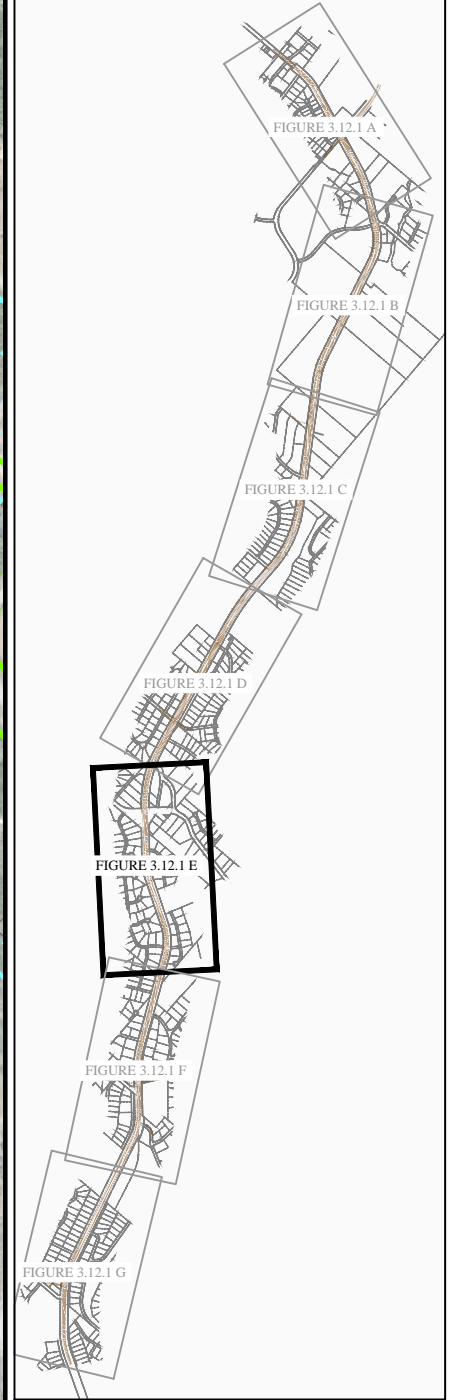 FIGURE 3.12.1 A
FIGURE 3.12.1 B
FIGURE 3.12.1 C
FIGURE 3.12.1 D
FIGURE 3.12.1 E
FIGURE 3.12.1 F
FIGURE 3.12.1 G